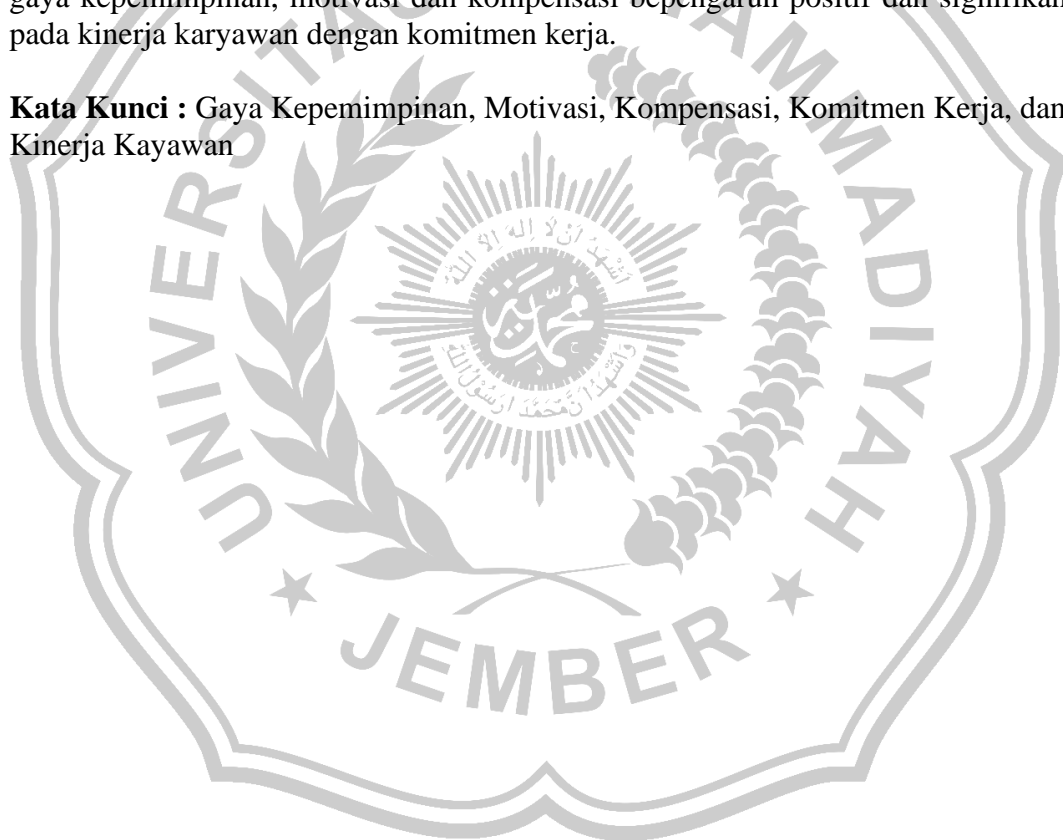 gaya kepemimpinan, motivasi dan kompensasi bepengaruh positif dan signifikan
pada kinerja karyawan dengan komitmen kerja.
Kata Kunci : Gaya Kepemimpinan, Motivasi, Kompensasi, Komitmen Kerja, dan
Kinerja Kayawan
JEMBER